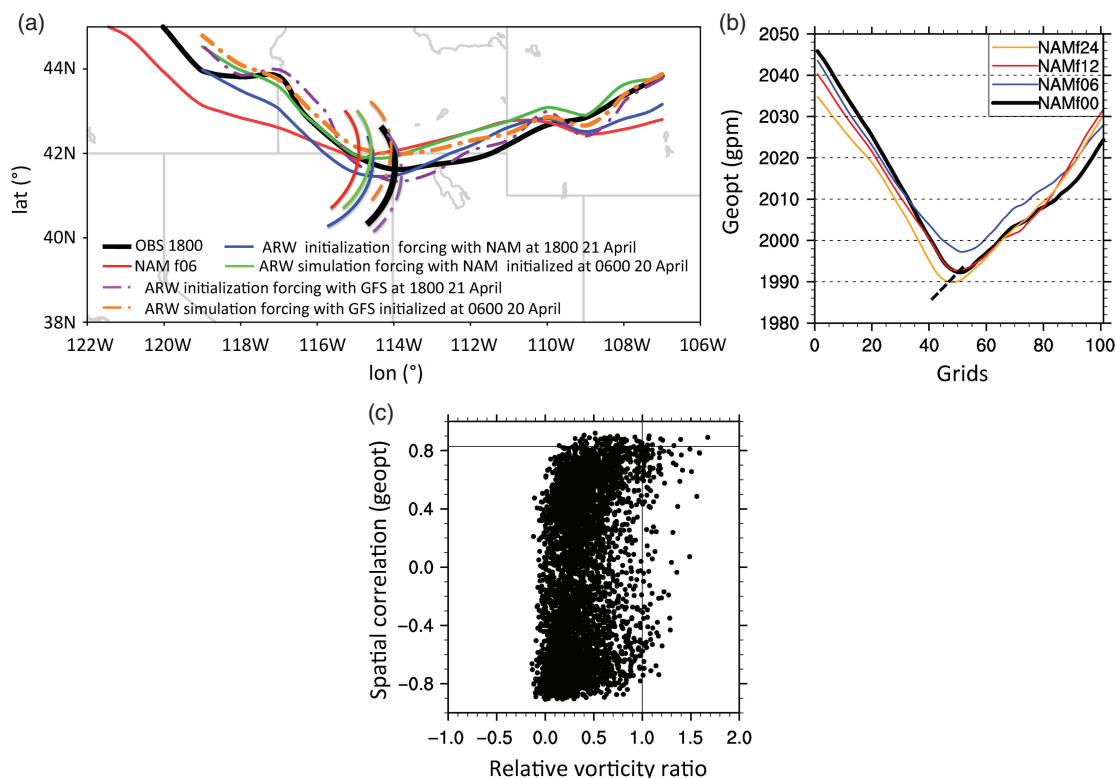 (a)
44N
42N
40N
38N
lat (°)
OBS 1800
NAM f06
ARW initialization forcing with NAM at 1800 21 April
ARW simulation forcing with NAM initialized at 0600 20 April
ARW initialization forcing with GFS at 1800 21 April
ARW simulation forcing with GFS initialized at 0600 20 April
122W 120W 118W 116W 114W 112W 110W 108W 106W
lon (°)
(b)
2050
2040
2030
2020
2010
2000
1990
1980
Geopt (gpm)
NAMf24
NAMf12
NAMf06
NAMf00
0 20 40 60 80 100
Grids
(c)
0.8
0.4
0.0
−0.4
−0.8
Spatial correlation (geopt)
−1.0 −0.5 0.0 0.5 1.0 1.5 2.0
Relative vorticity ratio